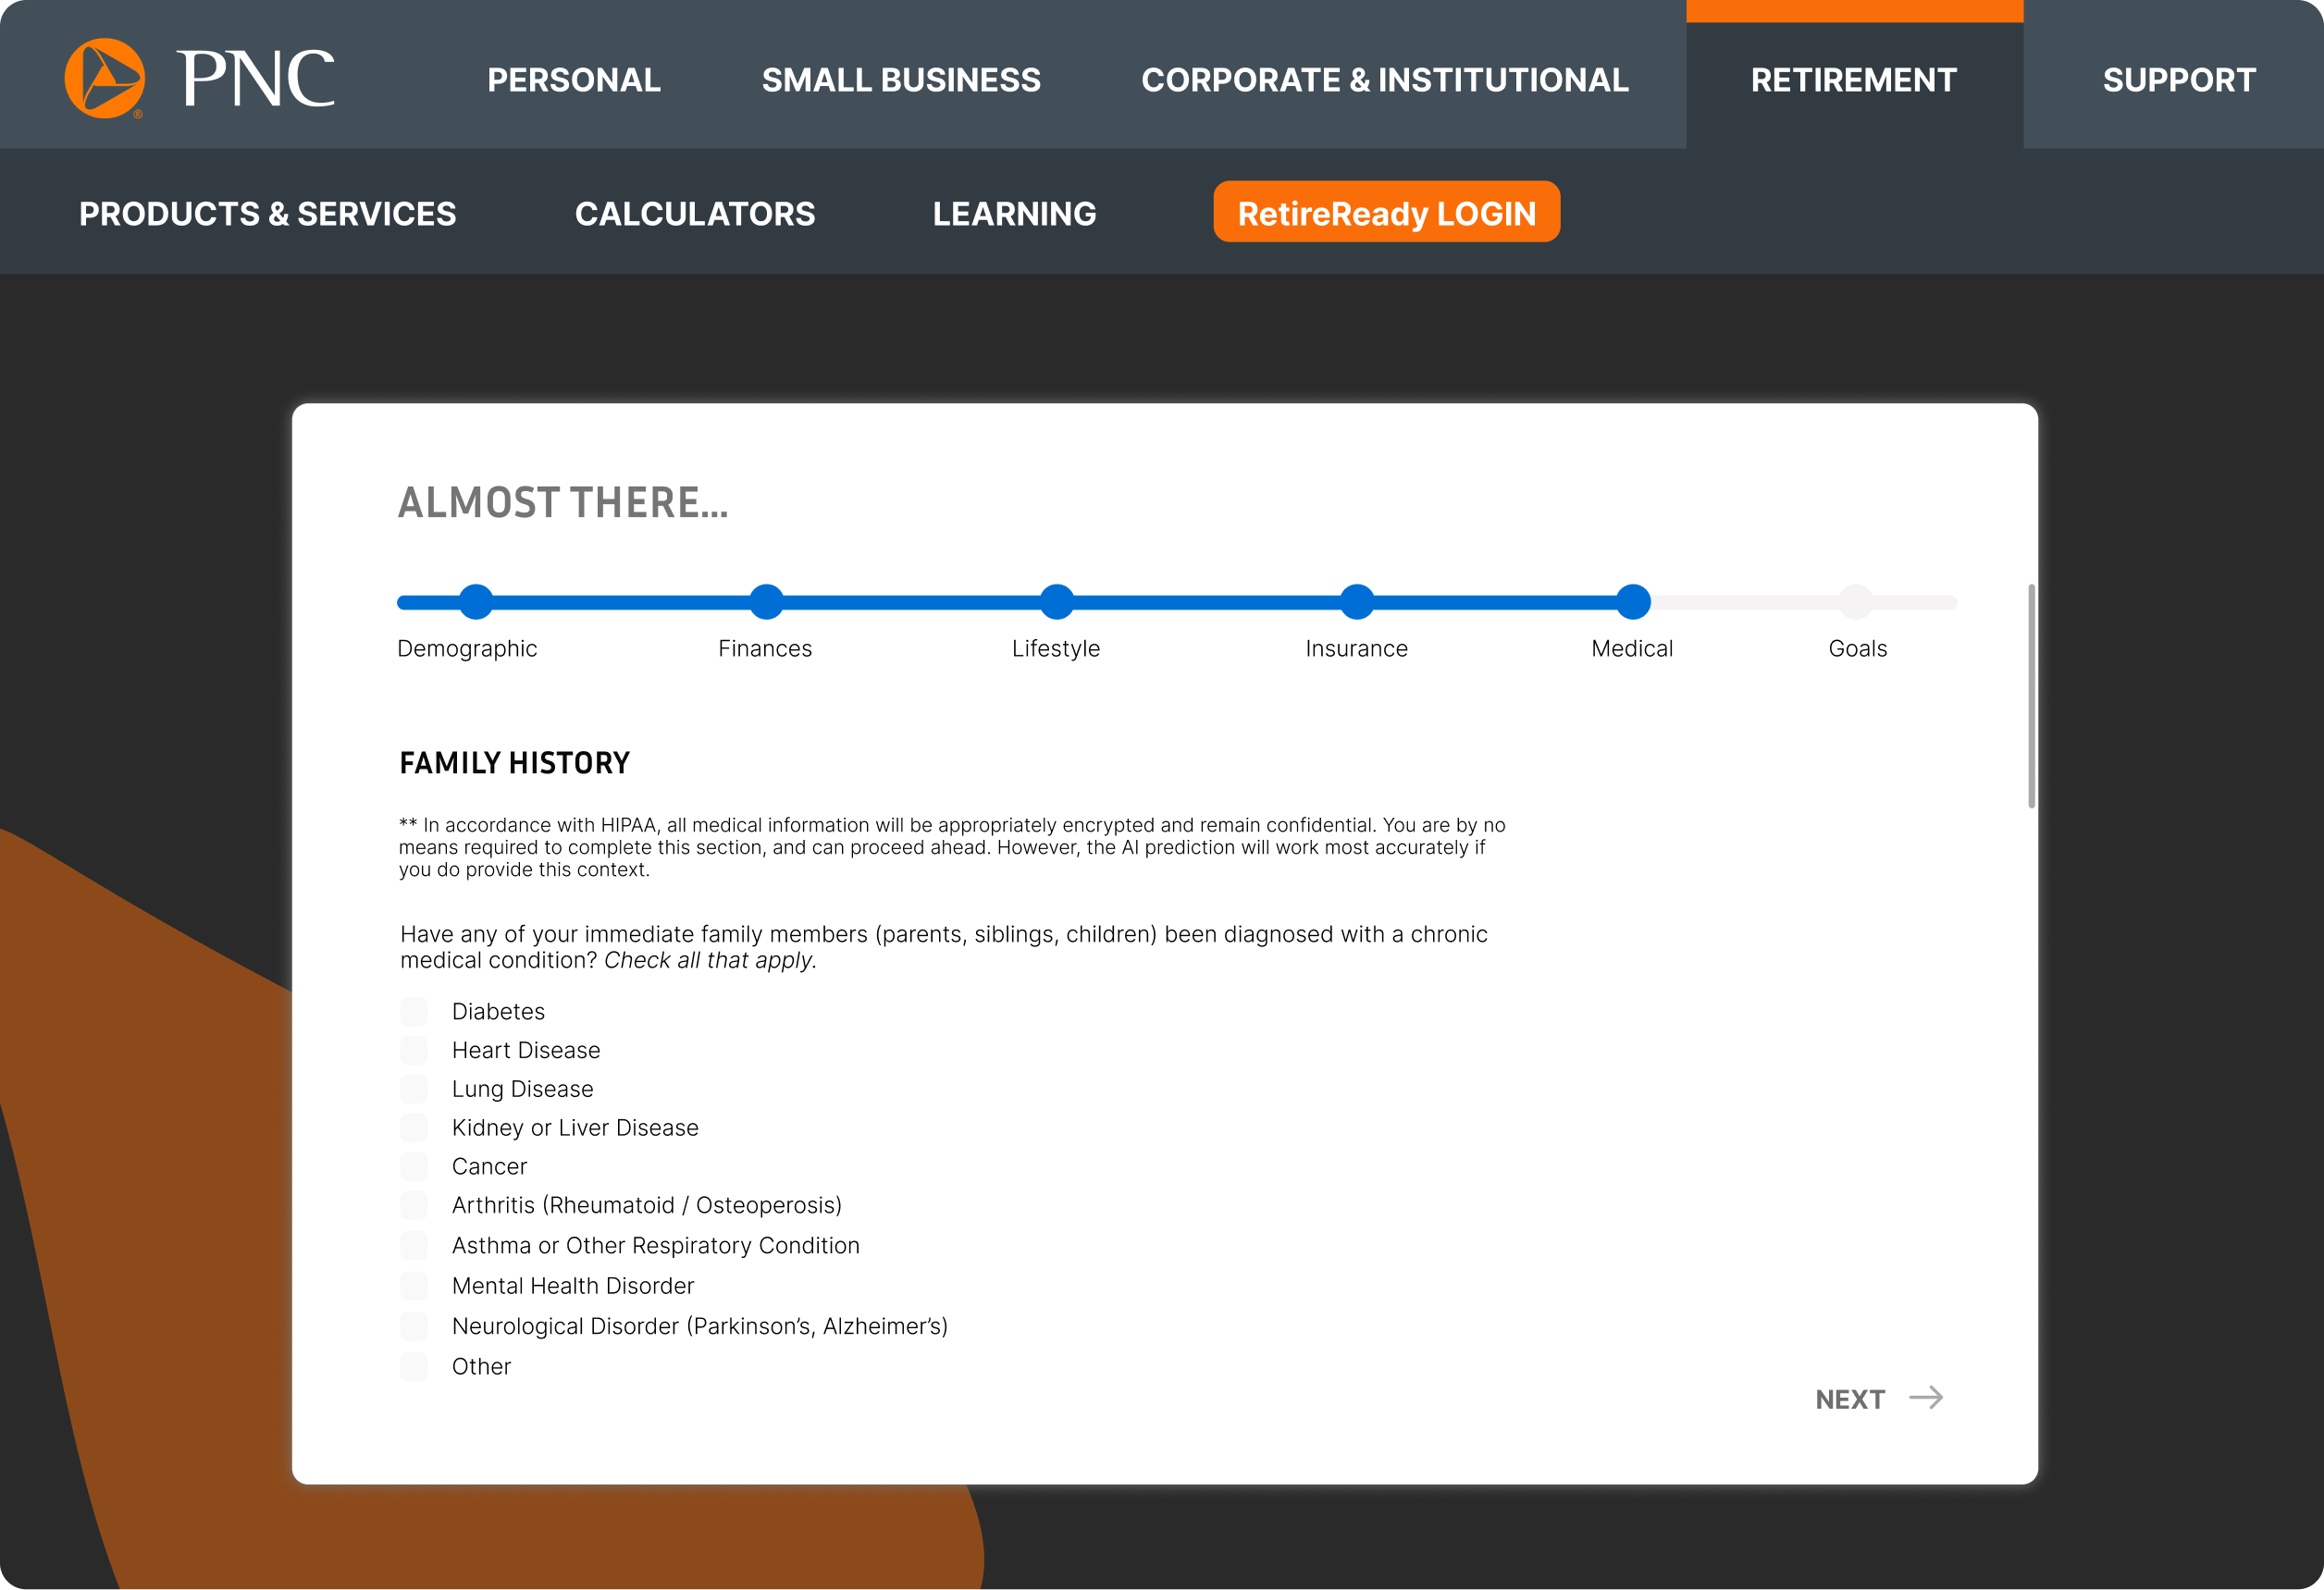 PNC
PERSONAL
SMALL BUSINESS
CORPORATE & INSTITUTIONAL
RETIREMENT
SUPPORT
PRODUCTS & SERVICES
CALCULATORS
LEARNING
RetireReady LOGIN
ALMOST THERE...
Demographics
Finances
Lifestyle
Insurance
Medical
Goals
FAMILY HISTORY
** In accordance with HIPAA, all medical information will be appropriately encrypted and remain confidential. You are by no
means required to complete this section, and can proceed ahead. However, the AI prediction will work most accurately if
you do provide this context.
Have any of your immediate family members (parents, siblings, children) been diagnosed with a chronic
medical condition? Check all that apply.
Diabetes
Heart Disease
Lung Disease
Kidney or Liver Disease
Cancer
Arthritis (Rheumatoid / Osteoperosis)
Asthma or Other Respiratory Condition
Mental Health Disorder
Neurological Disorder (Parkinson’s, Alzheimer’s)
Other
NEXT